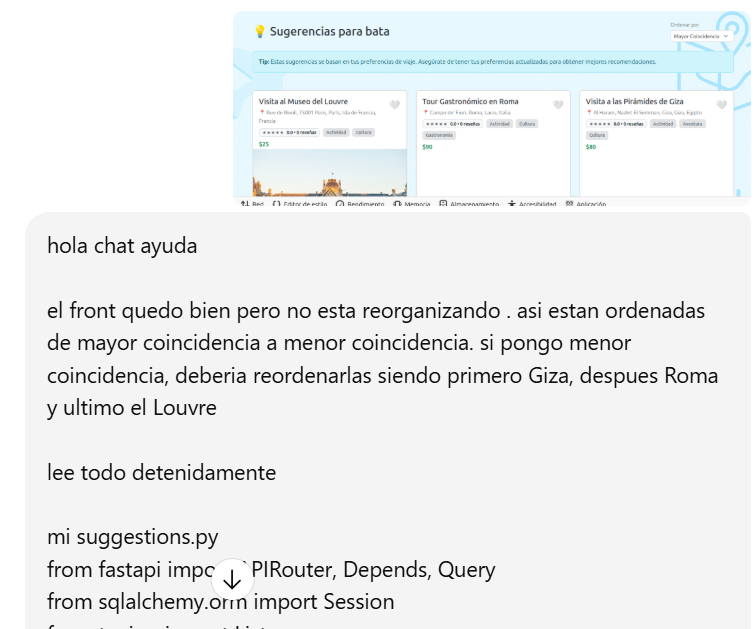 💡 Sugerencias para bata
Ordenar por:
Mayor Coincidencia
Tip: Estas sugerencias se basan en tus preferencias de viaje. Asegúrate de tener tus preferencias actualizadas para obtener mejores recomendaciones.
Visita al Museo del Louvre
📍 Rue de Rivoli, 75001 Paris, París, Isla de Francia,
Francia
★★★★★ 0.0 • 0 reseñas Actividad Cultura
$25
Tour Gastronómico en Roma
📍 Campo de' Fiori, Roma, Lacio, Italia
★★★★★ 0.0 • 0 reseñas Actividad Cultura
Gastronomía
$90
Visita a las Pirámides de Giza
📍 Al Haram, Nazlet El-Semman, Giza, Giza, Egipto
★★★★★ 0.0 • 0 reseñas Actividad Aventura
Cultura
$80
Red Editor de estilo Rendimiento Memoria Almacenamiento Accesibilidad Aplicación
hola chat ayuda
el front quedo bien pero no esta reorganizando . asi estan ordenadas
de mayor coincidencia a menor coincidencia. si pongo menor
coincidencia, deberia reordenarlas siendo primero Giza, despues Roma
y ultimo el Louvre
lee todo detenidamente
mi suggestions.py
from fastapi impo PIRouter, Depends, Query
from sqlalchemy.orm import Session